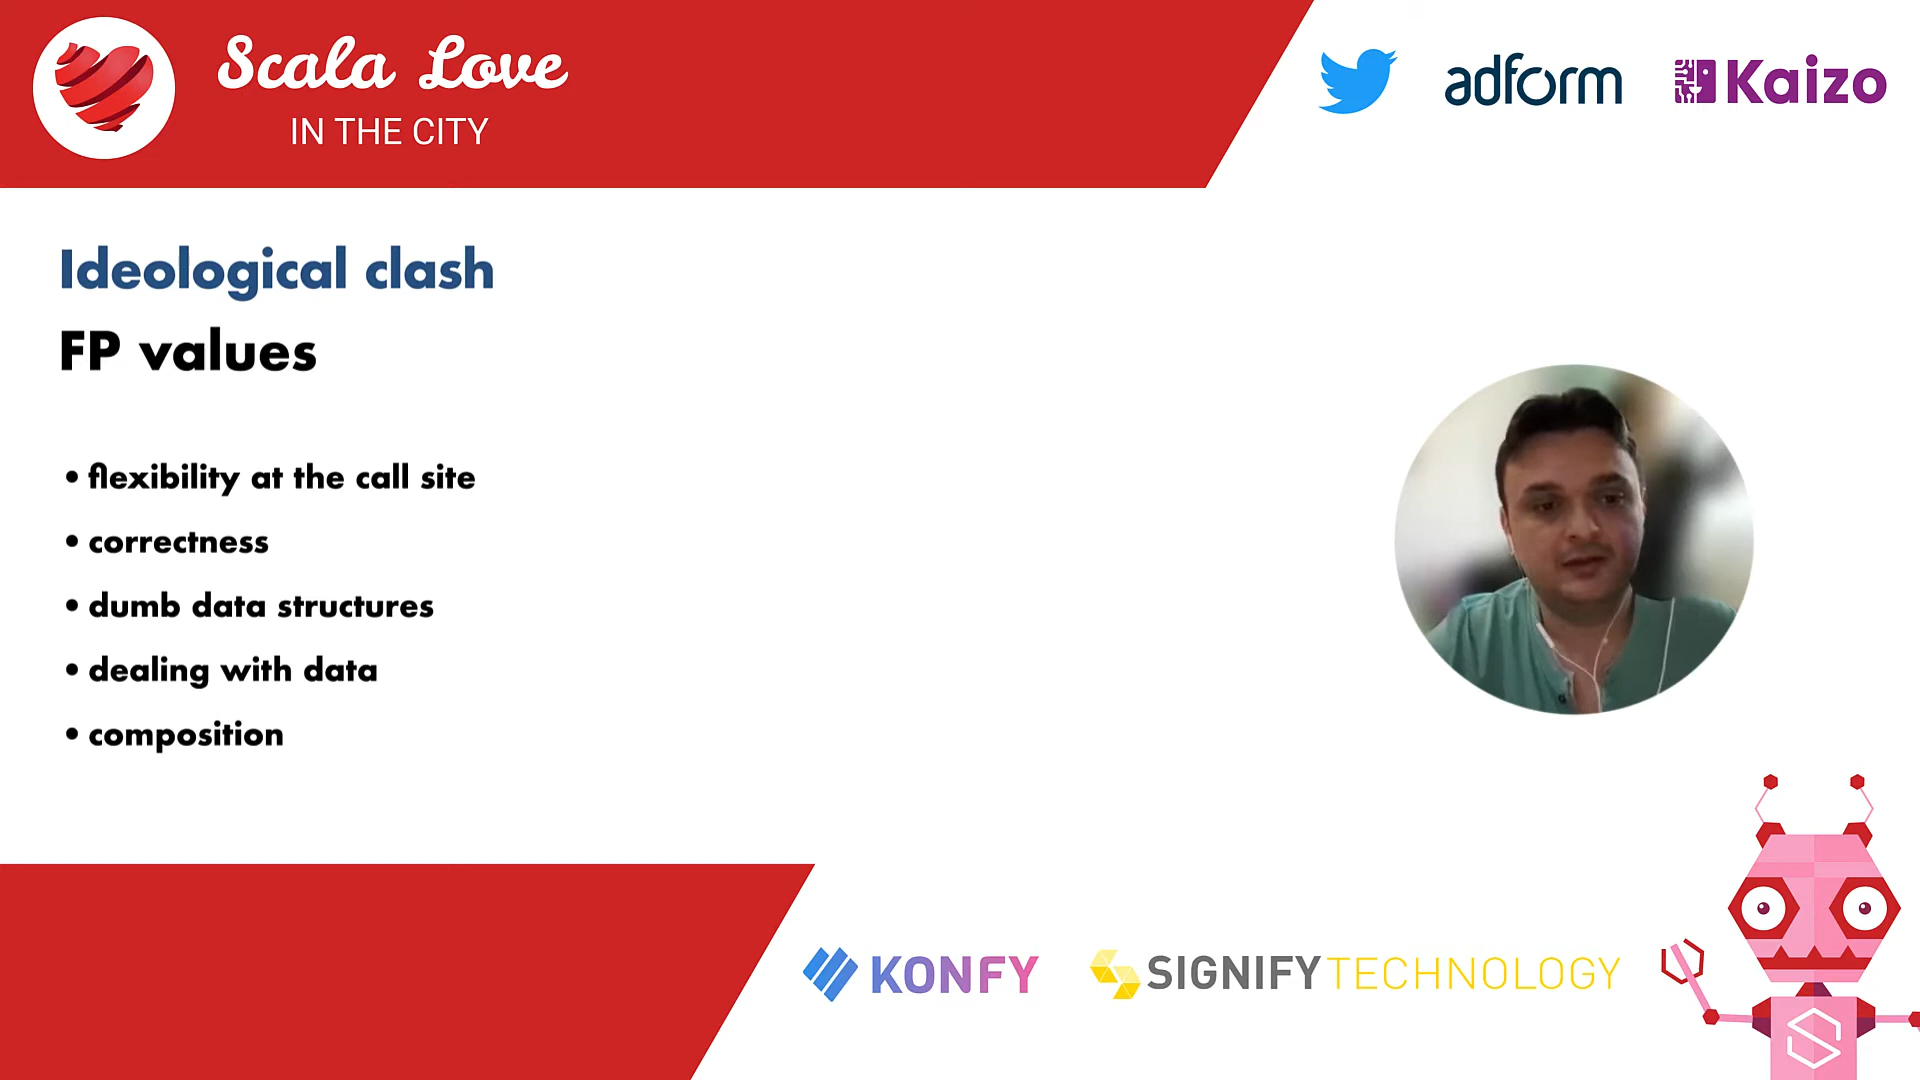 Scala Love
IN THE CITY
adform
Kaizo
Ideological clash
FP values
• flexibility at the call site
• correctness
• dumb data structures
• dealing with data
• composition
KONFY
SIGNIFY TECHNOLOGY
S